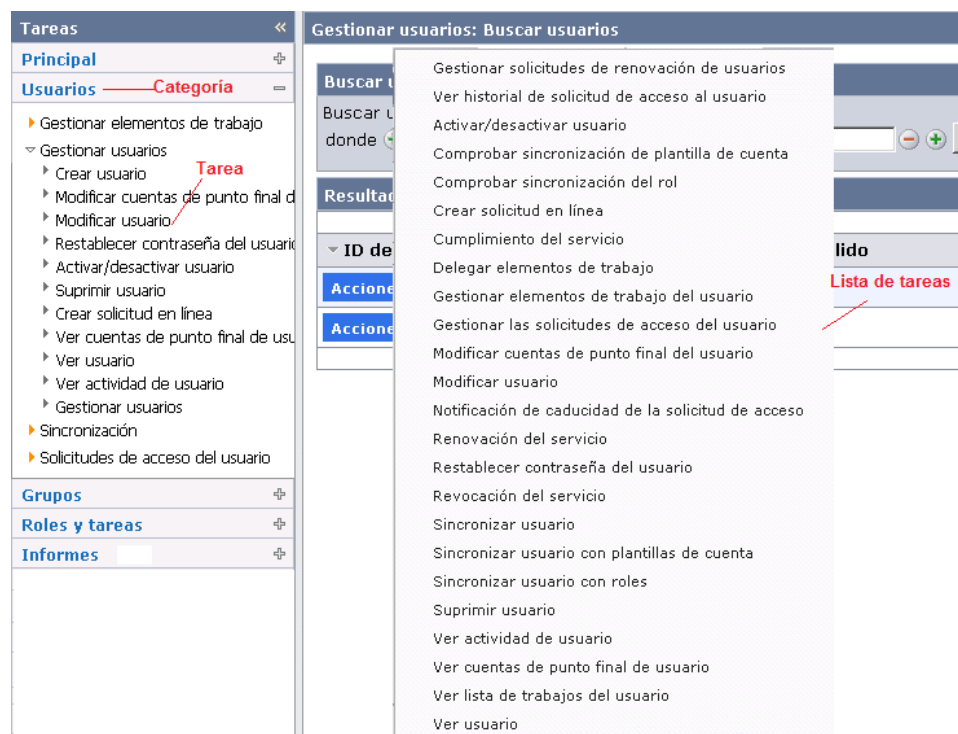 Tareas «
Principal
Usuarios Categoría
Gestionar elementos de trabajo
Gestionar usuarios
Crear usuario Tarea
Modificar cuentas de punto final d
Modificar usuario
Restablecer contraseña del usuario
Activar/desactivar usuario
Suprimir usuario
Crear solicitud en línea
Ver cuentas de punto final de usu
Ver usuario
Ver actividad de usuario
Gestionar usuarios
Sincronización
Solicitudes de acceso del usuario
Grupos
Roles y tareas
Informes
Gestionar usuarios: Buscar usuarios
Buscar u
Buscar u
donde
Resultad
ID de
lido
Accione
Accione
Gestionar solicitudes de renovación de usuarios
Ver historial de solicitud de acceso al usuario
Activar/desactivar usuario
Comprobar sincronización de plantilla de cuenta
Comprobar sincronización del rol
Crear solicitud en línea
Cumplimiento del servicio
Delegar elementos de trabajo
Gestionar elementos de trabajo del usuario
Gestionar las solicitudes de acceso del usuario
Modificar cuentas de punto final del usuario
Modificar usuario
Notificación de caducidad de la solicitud de acceso
Renovación del servicio
Restablecer contraseña del usuario
Revocación del servicio
Sincronizar usuario
Sincronizar usuario con plantillas de cuenta
Sincronizar usuario con roles
Suprimir usuario
Ver actividad de usuario
Ver cuentas de punto final de usuario
Ver lista de trabajos del usuario
Ver usuario
Lista de tareas